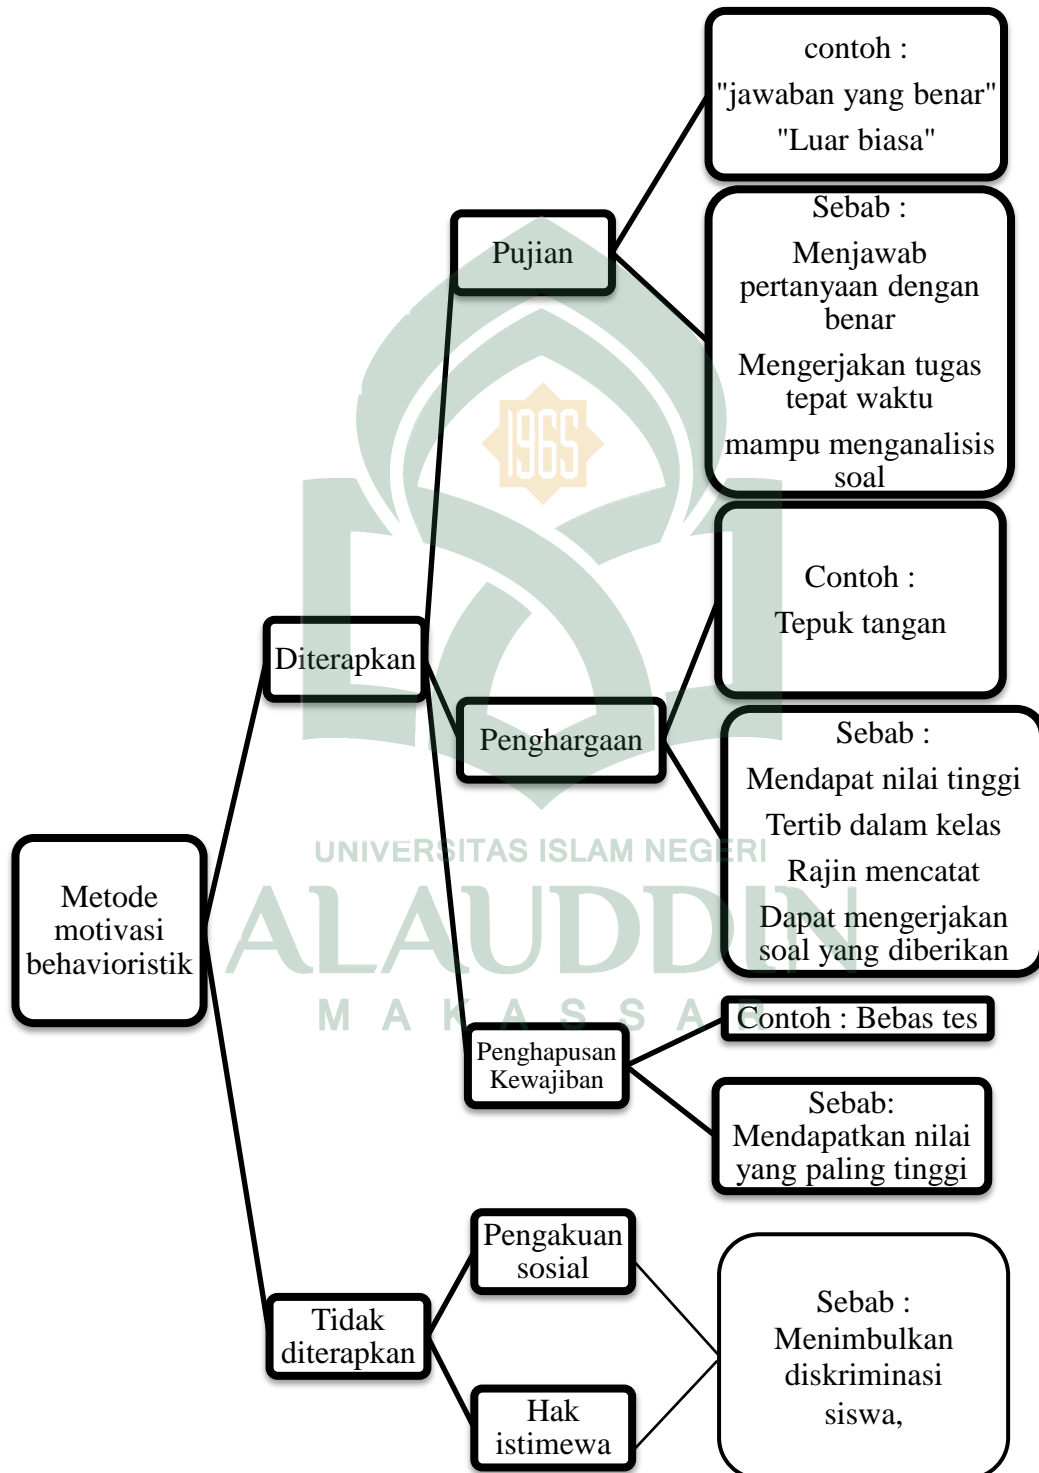 contoh :
"jawaban yang benar"
"Luar biasa"
Sebab :
Menjawab
pertanyaan dengan
benar
Mengerjakan tugas
tepat waktu
mampu menganalisis
soal
Pujian
1965
Contoh :
Tepuk tangan
Diterapkan
Penghargaan
Sebab :
Mendapat nilai tinggi
Tertib dalam kelas
Rajin mencatat
Dapat mengerjakan
soal yang diberikan
UNIVERSITAS ISLAM NEGERI
ALAUDDIN
MAKASSAR
Metode
motivasi
behavioristik
Contoh : Bebas tes
Penghapusan
Kewajiban
Sebab:
Mendapatkan nilai
yang paling tinggi
Pengakuan
sosial
Tidak
diterapkan
Hak
istimewa
Sebab :
Menimbulkan
diskriminasi
siswa,